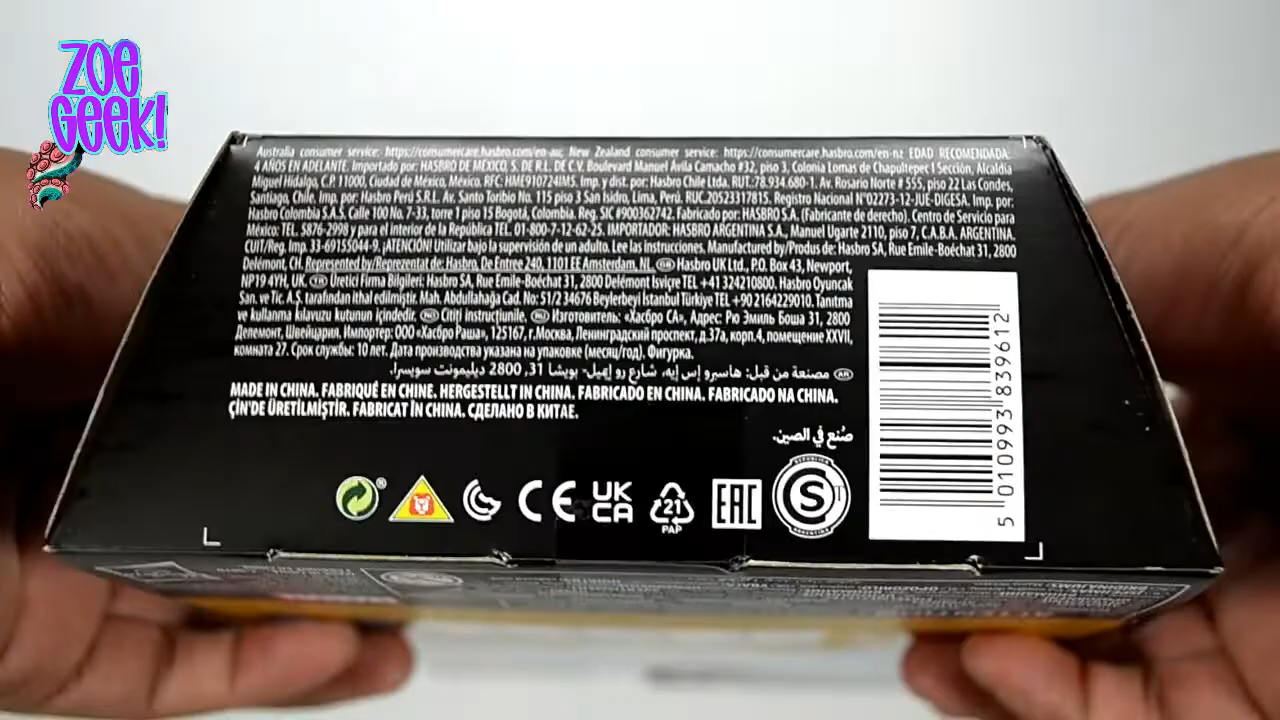 ZOE
GEEK!
Australia consumer service: https://consumercare.hasbro.com/en-au, New Zealand consumer service: https://consumercare.hasbro.com/en-nz EDAD RECOMENDADA:
4 AÑOS EN ADELANTE. Importado por: HASBRO DE MÉXICO, S. DE R.L. DE C.V. Boulevard Manuel Ávila Camacho #32, piso 3, Colonia Lomas de Chapultepec I Sección, Alcaldía
Miguel Hidalgo, C.P. 11000, Ciudad de México, México. RFC: HME910724IM5. Imp. y dist. por: Hasbro Chile Ltda. RUT.:78.934.680-1, Av. Rosario Norte # 555, piso 22 Las Condes,
Santiago, Chile. Imp. por: Hasbro Perú S.R.L. Av. Santo Toribio No. 115 piso 3 San Isidro, Lima, Perú. RUC.20523317815. Registro Nacional N°02273-12-JUE-DIGESA. Imp. por:
Hasbro Colombia S.A.S. Calle 100 No. 7-33, torre 1 piso 15 Bogotá, Colombia. Reg. SIC #900362742. Fabricado por: HASBRO S.A. (Fabricante de derecho). Centro de Servicio para
México: TEL. 5876-2998 y para el interior de la República TEL. 01-800-7-12-62-25. IMPORTADOR: HASBRO ARGENTINA S.A., Manuel Ugarte 2110, piso 7, C.A.B.A. ARGENTINA.
CUIT/Reg. Imp. 33-69155044-9. ¡ATENCIÓN! Utilizar bajo la supervisión de un adulto. Lee las instrucciones. Manufactured by/Produs de: Hasbro SA, Rue Emile-Boéchat 31, 2800
Delémont, CH. Represented by/Reprezentat de: Hasbro, De Entree 240, 1101 EE Amsterdam, NL. GB Hasbro UK Ltd., P.O. Box 43, Newport,
NP19 4YH, UK. TR Üretici Firma Bilgileri: Hasbro SA, Rue Emile-Boéchat 31, 2800 Delémont İsviçre TEL +41 324210800. Hasbro Oyuncak
San. ve Tic. A.Ş. tarafından ithal edilmiştir. Mah. Abdullahağa Cad. No: 51/2 34676 Beylerbeyi İstanbul Türkiye TEL +90 2164229010. Tanıtma
ve kullanma kılavuzu kutunun içindedir. RO Citiți instrucțiunile. RU Изготовитель: «Хасбро СА», Адрес: Рю Эмиль Боша 31, 2800
Делемонт, Швейцария. Импортер: ООО «Хасбро Раша», 125167, г.Москва, Ленинградский проспект, д.37а, корп.4, помещение XXVII,
комната 27. Срок службы: 10 лет. Дата производства указана на упаковке (месяц/год). Фигурка.
AR مصنعة من قبل: هاسبرو إس إيه، شارع رو إميل- بويشا 31, 2800 ديليمونت سويسرا.
MADE IN CHINA. FABRIQUÉ EN CHINE. HERGESTELLT IN CHINA. FABRICADO EN CHINA. FABRICADO NA CHINA.
ÇİN'DE ÜRETİLMİŞTİR. FABRICAT ÎN CHINA. СДЕЛАНО В КИТАЕ.
صُنع في الصين.
CE UK CA 21 PAP EAC S
5 010993 839612